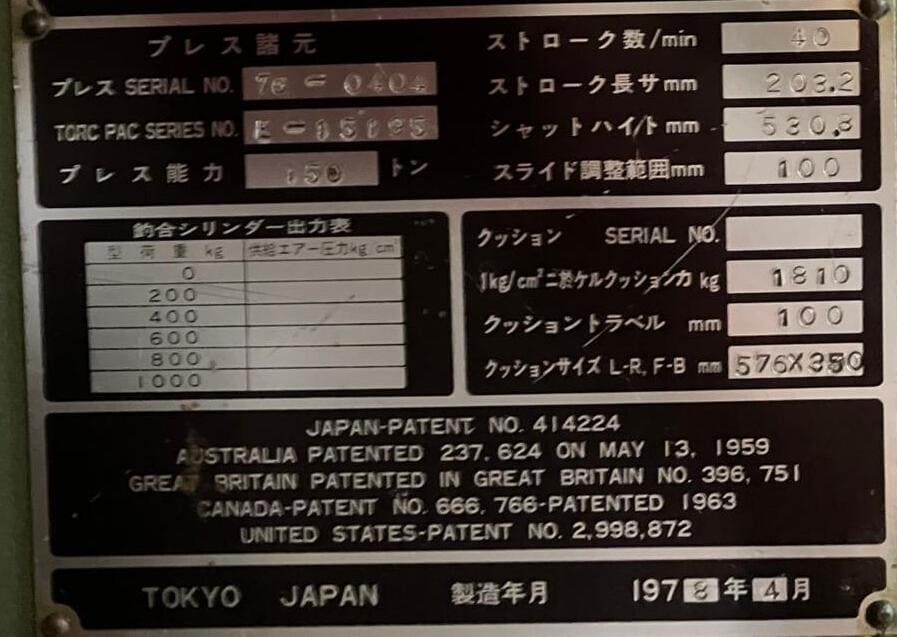 プレス諸元
プレス SERIAL NO. 78-0404
TORC PAC SERIES NO. E-15195
プレス能力 150 トン
ストローク数/min 40
ストローク長サ mm 203.2
シャットハイト mm 530.8
スライド調整範囲mm 100
釣合シリンダー出力表
型荷重 kg 供給エアー圧力kg/cm²
0
200
400
600
800
1000
クッション SERIAL NO.
1kg/cm²ニ於ケルクッション力 kg 1810
クッショントラベル mm 100
クッションサイズ L-R, F-B mm 576X350
JAPAN-PATENT NO. 414224
AUSTRALIA PATENTED 237,624 ON MAY 13, 1959
GREAT BRITAIN PATENTED IN GREAT BRITAIN NO. 396,751
CANADA-PATENT NO. 666,766-PATENTED 1963
UNITED STATES-PATENT NO. 2,998,872
TOKYO JAPAN 製造年月 1978年4月